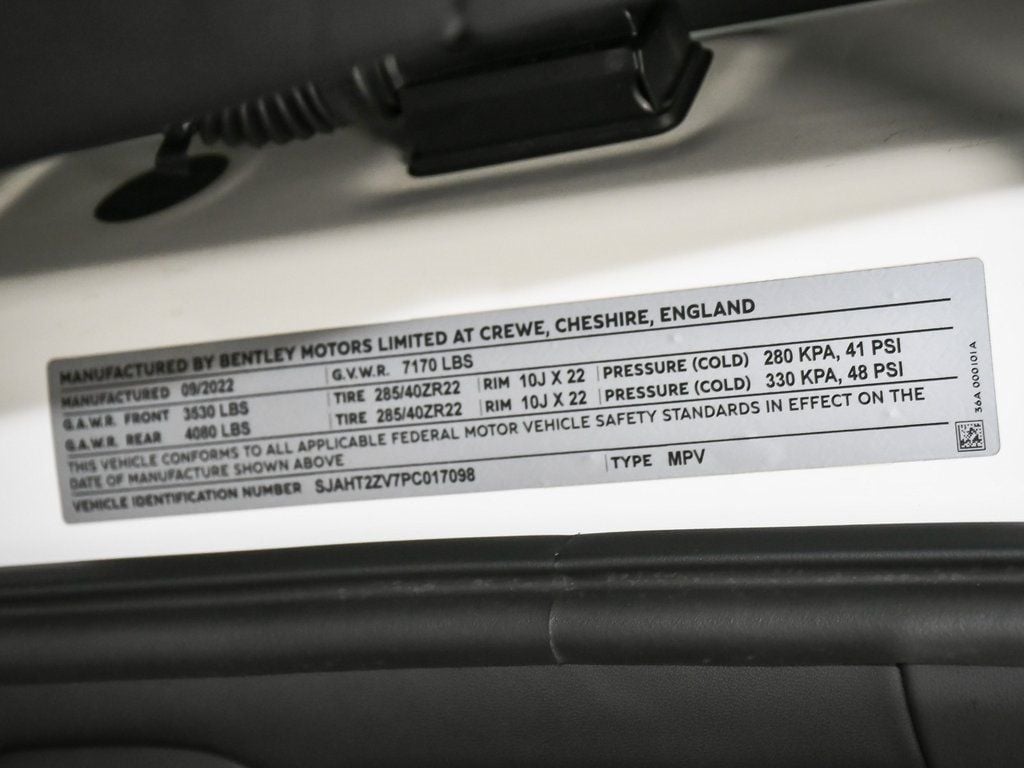 MANUFACTURED BY BENTLEY MOTORS LIMITED AT CREWE, CHESHIRE, ENGLAND
MANUFACTURED 09/2022 G.V.W.R. 7170 LBS
G.A.W.R. FRONT 3530 LBS TIRE 285/40ZR22 RIM 10J X 22 PRESSURE (COLD) 280 KPA, 41 PSI
G.A.W.R. REAR 4080 LBS TIRE 285/40ZR22 RIM 10J X 22 PRESSURE (COLD) 330 KPA, 48 PSI
THIS VEHICLE CONFORMS TO ALL APPLICABLE FEDERAL MOTOR VEHICLE SAFETY STANDARDS IN EFFECT ON THE
DATE OF MANUFACTURE SHOWN ABOVE
VEHICLE IDENTIFICATION NUMBER SJAHT2ZV7PC017098 TYPE MPV
36A 000101 A